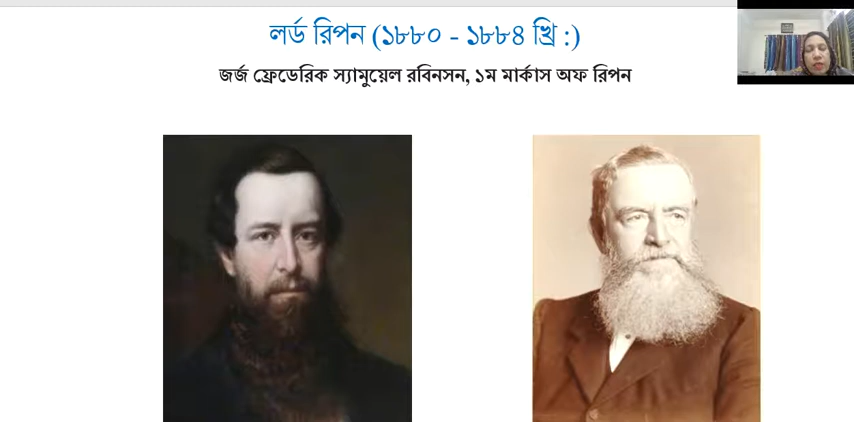 লর্ড রিপন (১৮৮০ - ১৮৮৪ খ্রি :)
জর্জ ফ্রেডেরিক স্যামুয়েল রবিনসন, ১ম মার্কাস অফ রিপন